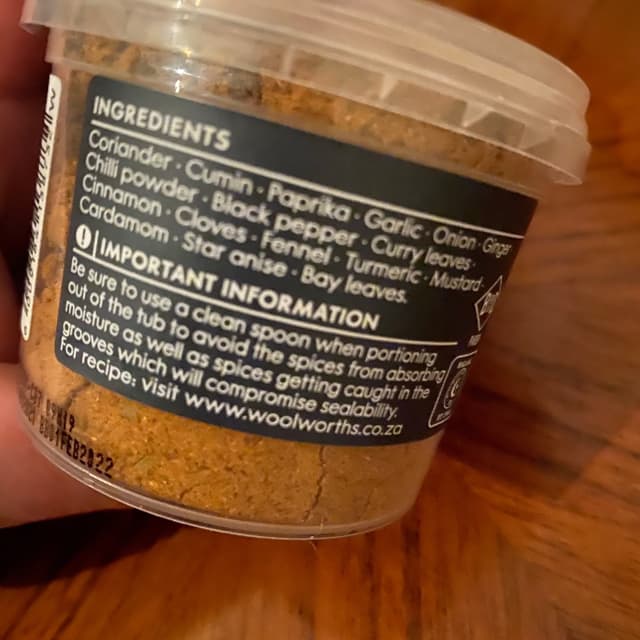 INGREDIENTS
Coriander · Cumin · Paprika · Garlic · Onion · Ginger
Chilli powder · Black pepper · Curry leaves ·
Cinnamon · Cloves · Fennel · Turmeric · Mustard ·
Cardamom · Star anise · Bay leaves.
IMPORTANT INFORMATION
Be sure to use a clean spoon when portioning
out of the tub to avoid the spices from absorbing
moisture as well as spices getting caught in the
grooves which will compromise sealability.
For recipe: visit www.woolworths.co.za
FEB2022